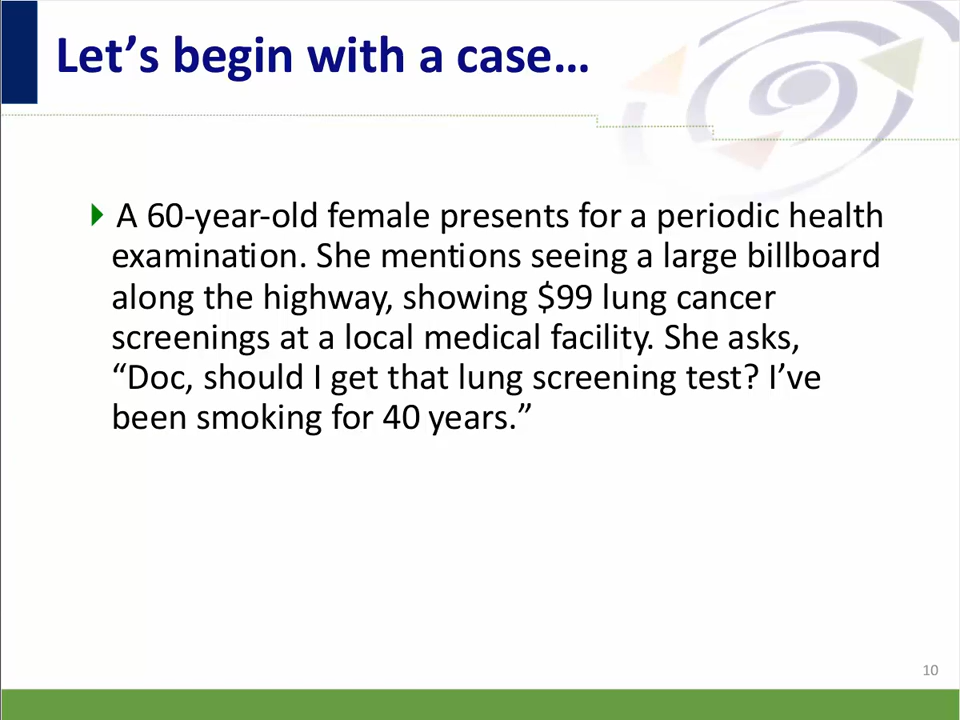 Let’s begin with a case…
A 60-year-old female presents for a periodic health
examination. She mentions seeing a large billboard
along the highway, showing $99 lung cancer
screenings at a local medical facility. She asks,
“Doc, should I get that lung screening test? I’ve
been smoking for 40 years.”
10